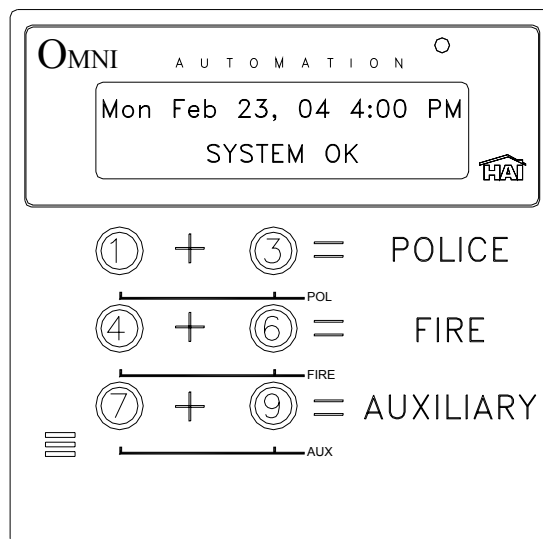 OMNI AUTOMATION
Mon Feb 23, 04 4:00 PM
SYSTEM OK
HAI
1 + 3 = POLICE
POL
4 + 6 = FIRE
FIRE
7 + 9 = AUXILIARY
AUX